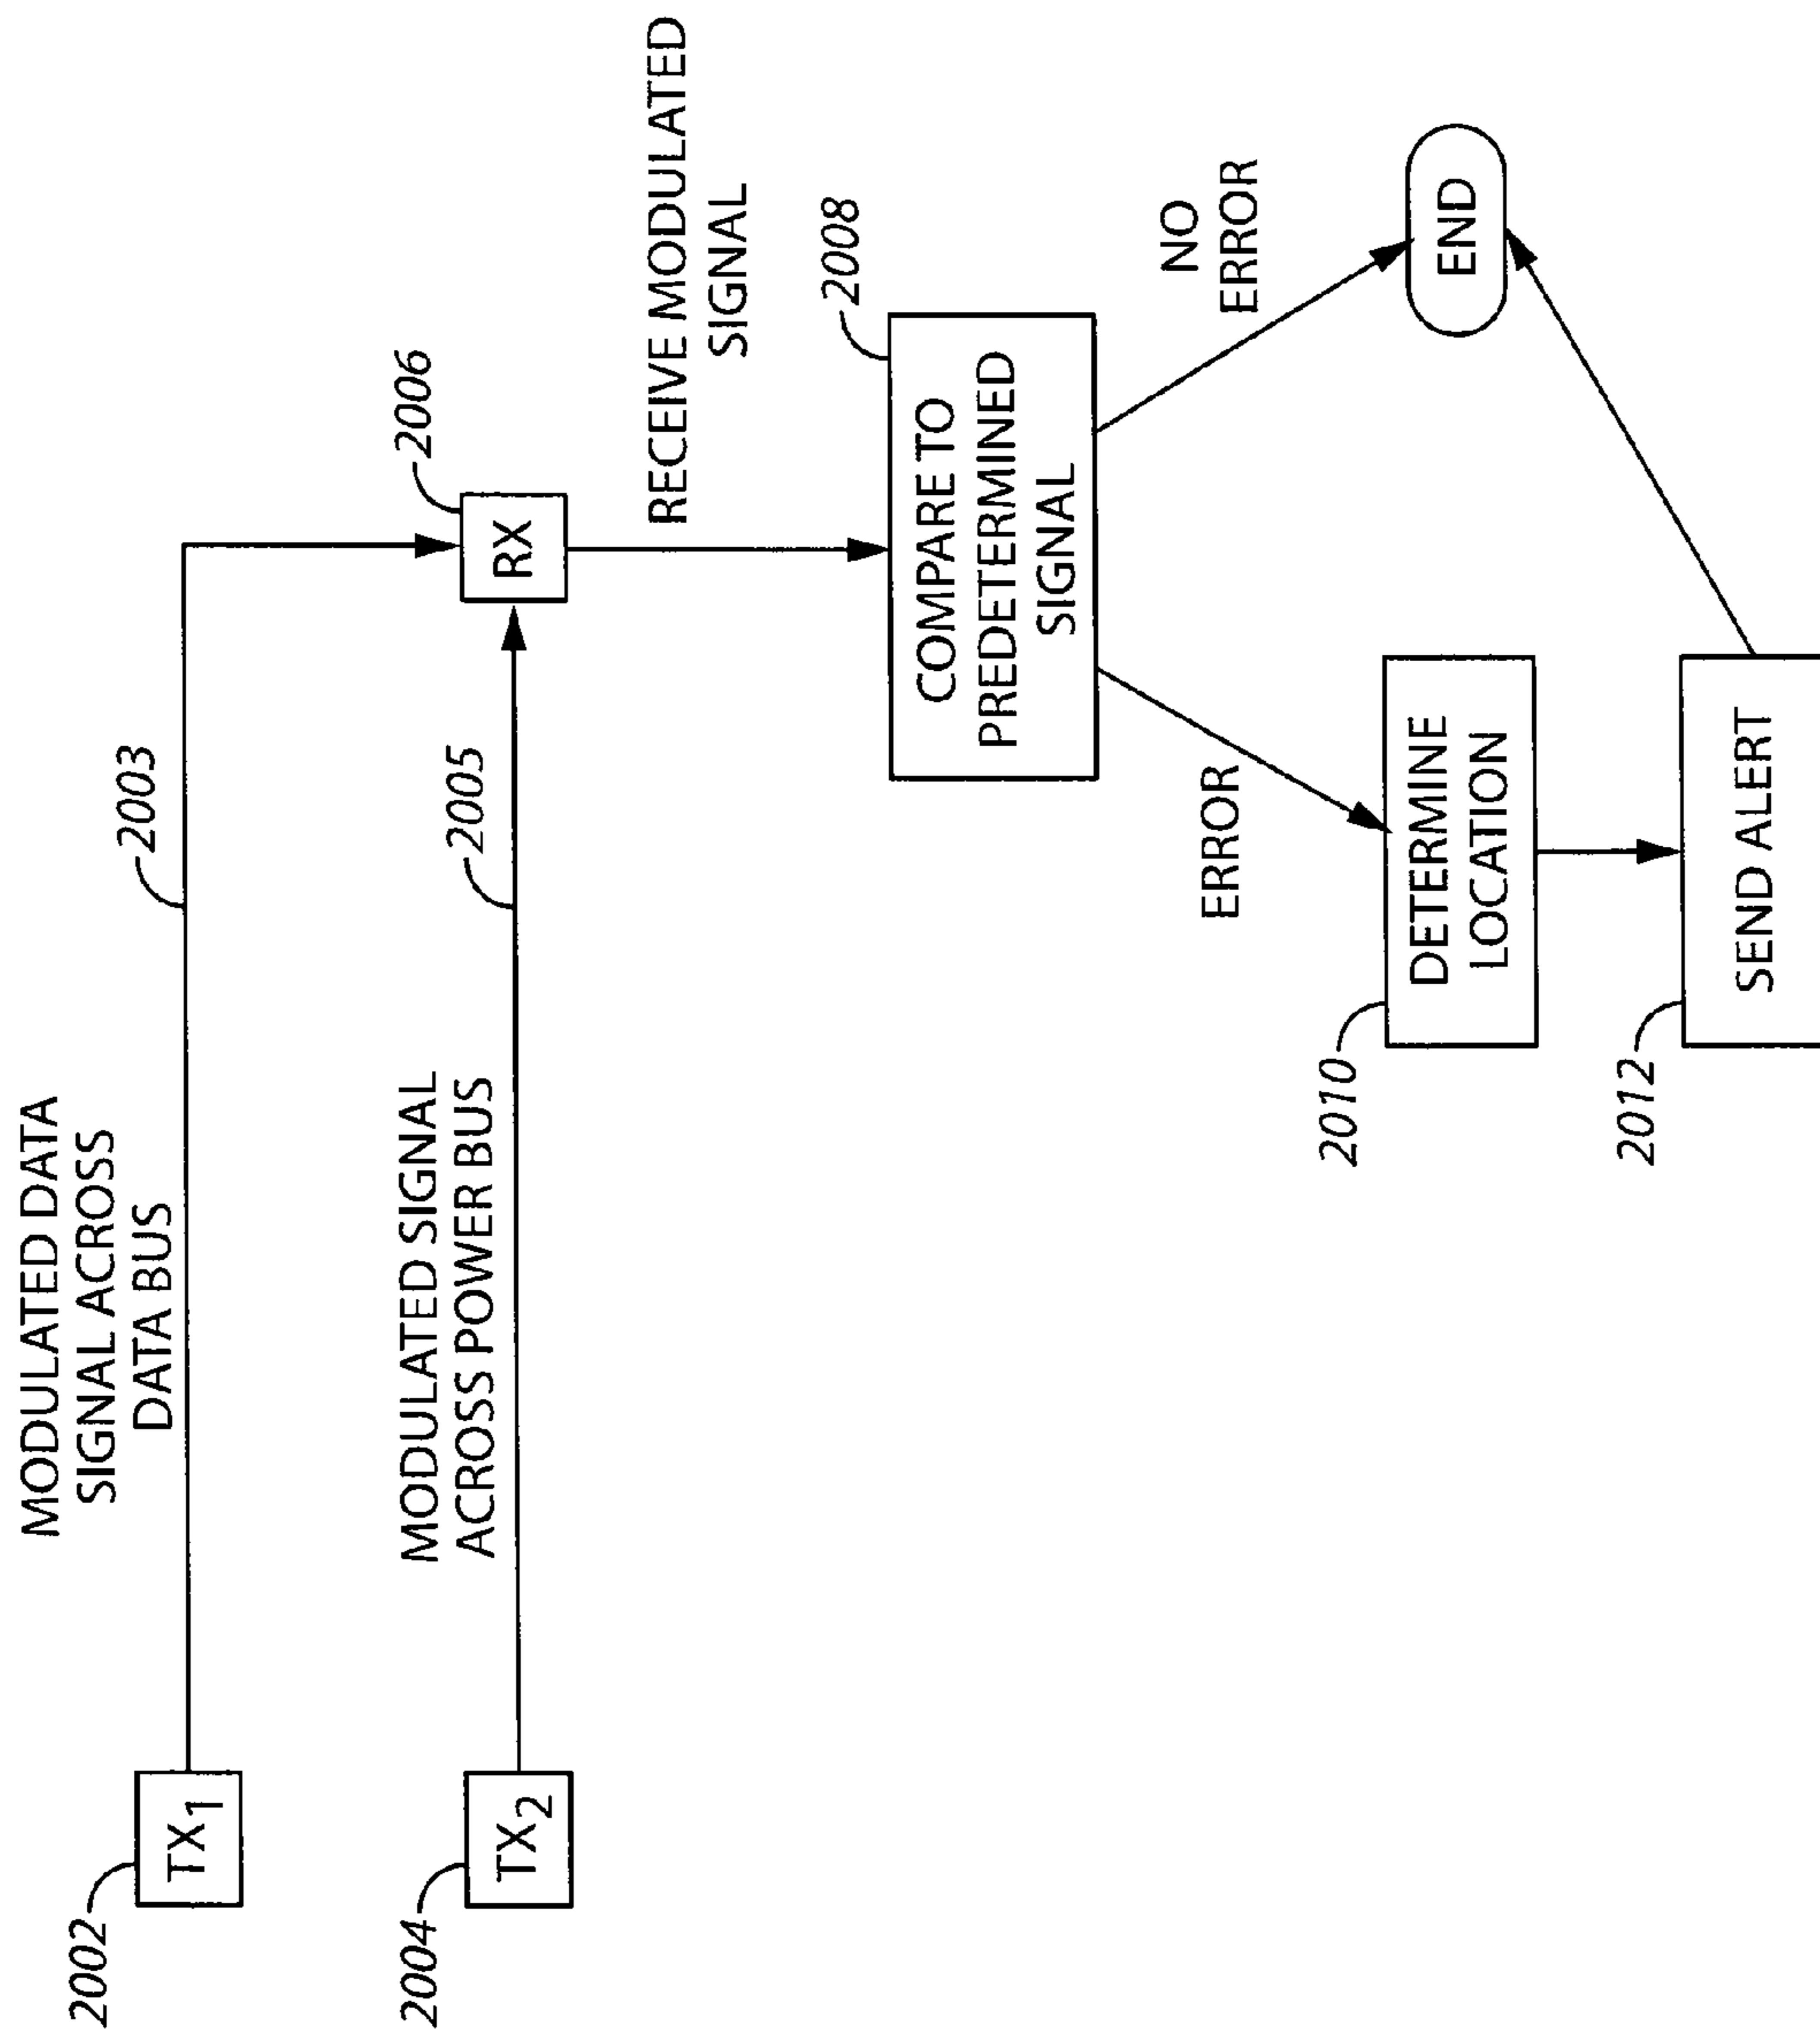 MODULATED DATA
SIGNAL ACROSS
DATA BUS
2002
TX1
2003
MODULATED SIGNAL
ACROSS POWER BUS
2004
TX2
2005
2006
RX
RECEIVE MODULATED
SIGNAL
2008
COMPARE TO
PREDETERMINED
SIGNAL
ERROR
NO
ERROR
2010
DETERMINE
LOCATION
END
2012
SEND ALERT